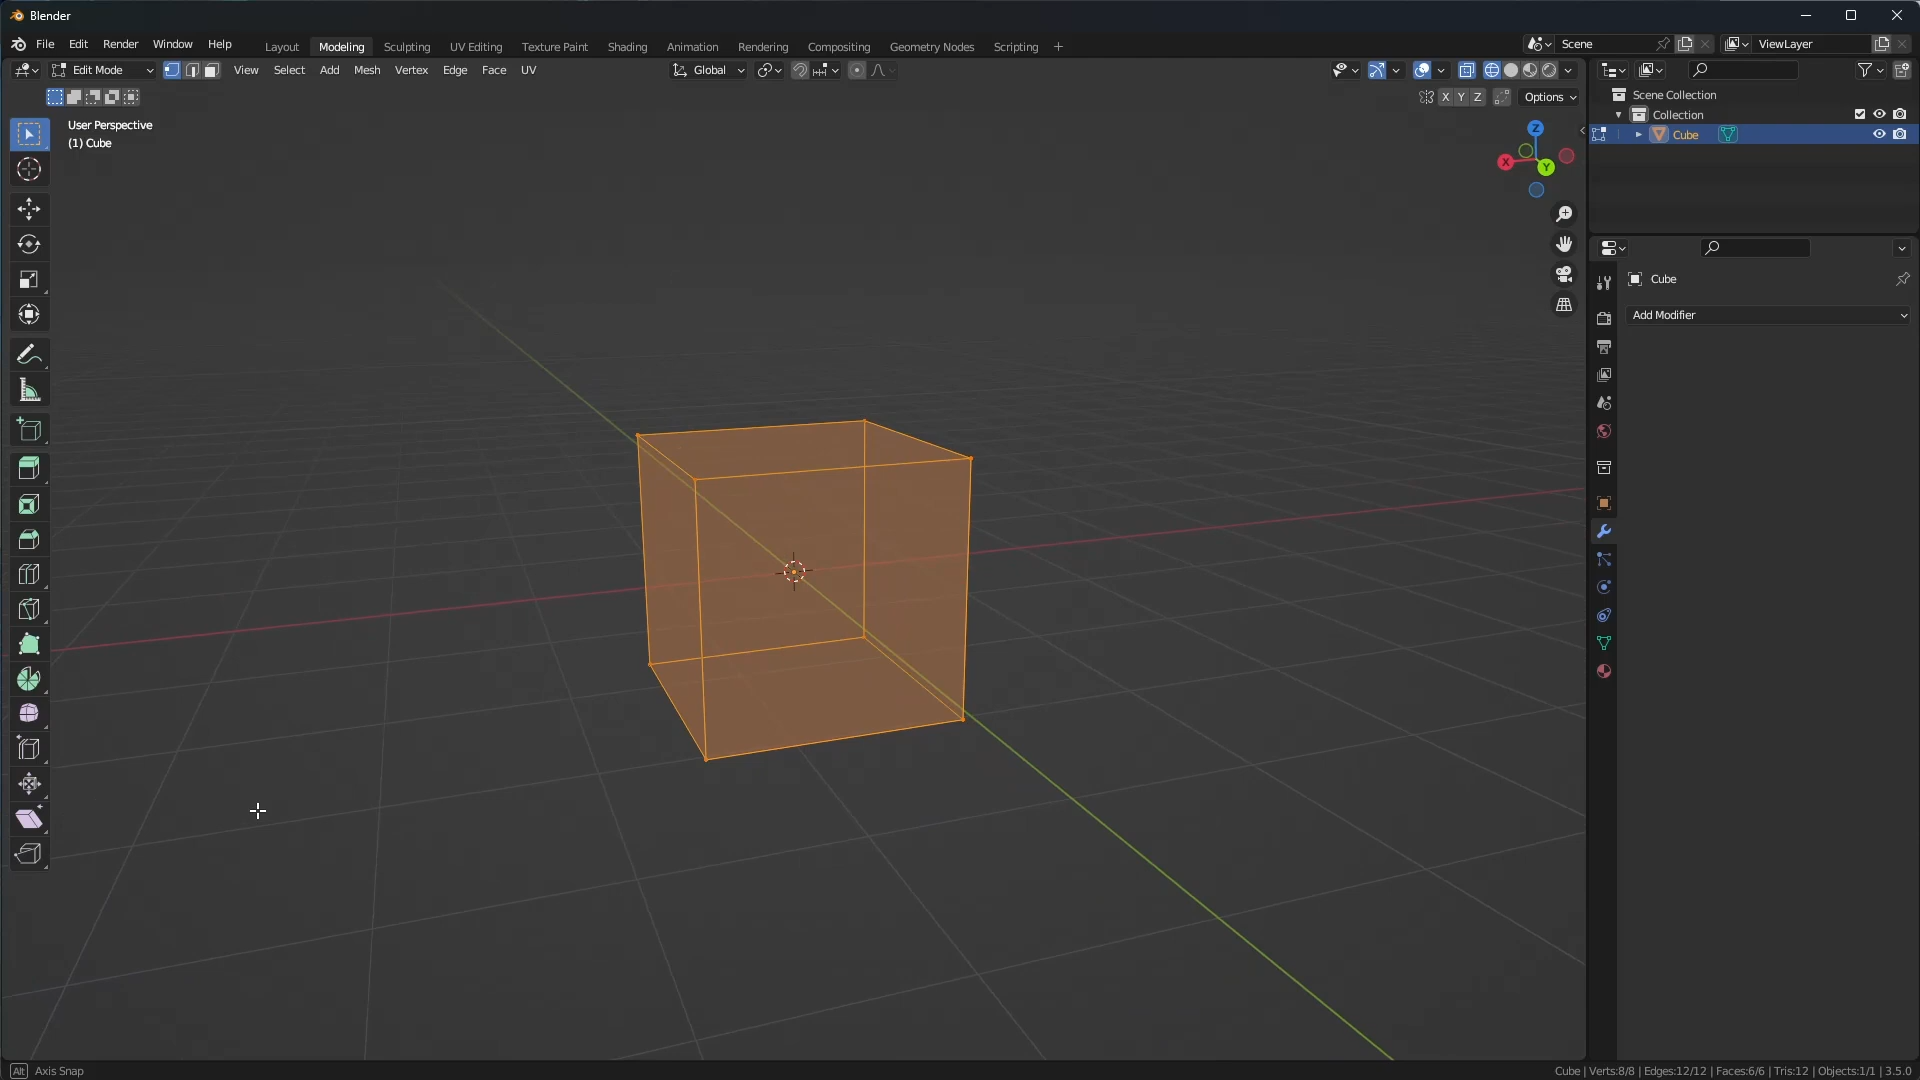 Blender
File Edit Render Window Help Layout Modeling Sculpting UV Editing Texture Paint Shading Animation Rendering Compositing Geometry Nodes Scripting + Scene ViewLayer
Edit Mode View Select Add Mesh Vertex Edge Face UV Global
X Y Z Options
User Perspective
(1) Cube
Z
X
Y
Scene Collection
Collection
Cube
Cube
Add Modifier
Alt Axis Snap
Cube | Verts:8/8 | Edges:12/12 | Faces:6/6 | Tris:12 | Objects:1/1 | 3.5.0